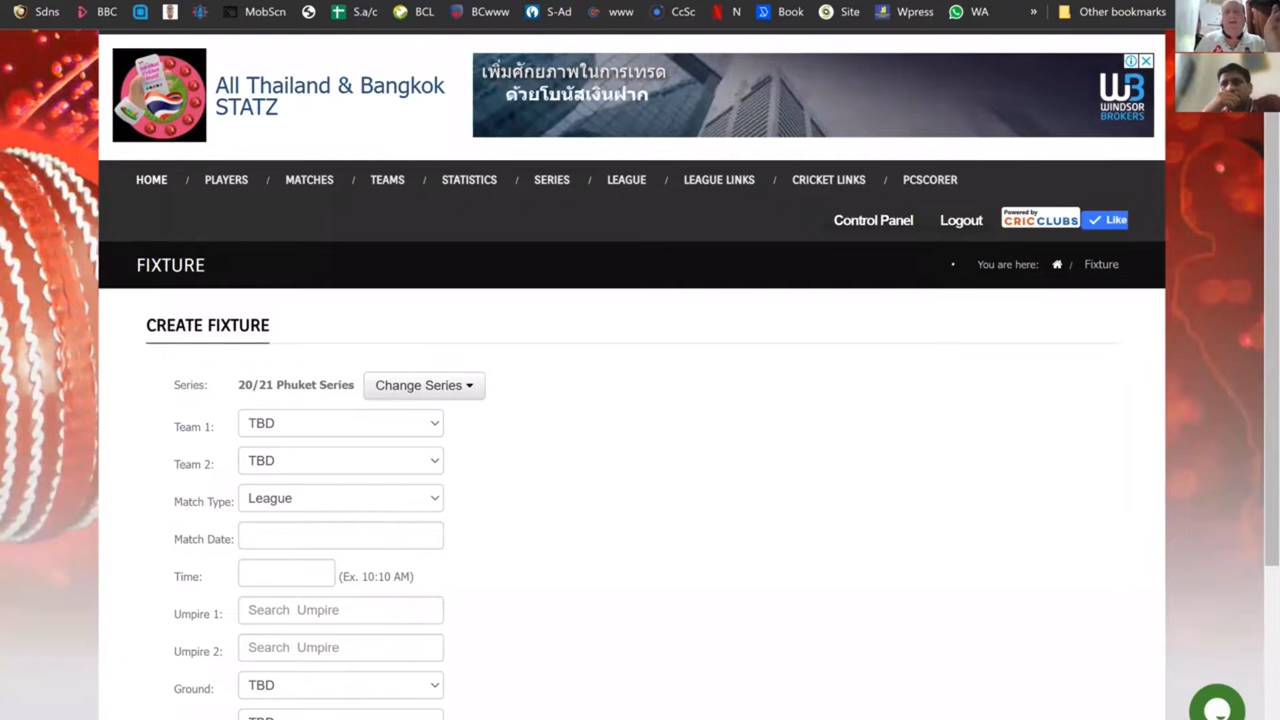 Sdns BBC MobScn S.a/c BCL BCwww S-Ad www CcSc N Book Site Wpress WA » Other bookmarks
All Thailand & Bangkok
STATZ
เพิ่มศักยภาพในการเทรด
ด้วยโบนัสเงินฝาก
WINDSOR
BROKERS
HOME / PLAYERS / MATCHES / TEAMS / STATISTICS / SERIES / LEAGUE / LEAGUE LINKS / CRICKET LINKS / PCSCORER
Control Panel Logout Powered by CRICCLUBS Like
FIXTURE • You are here: / Fixture
CREATE FIXTURE
Series: 20/21 Phuket Series Change Series
Team 1: TBD
Team 2: TBD
Match Type: League
Match Date:
Time: (Ex. 10:10 AM)
Umpire 1: Search Umpire
Umpire 2: Search Umpire
Ground: TBD